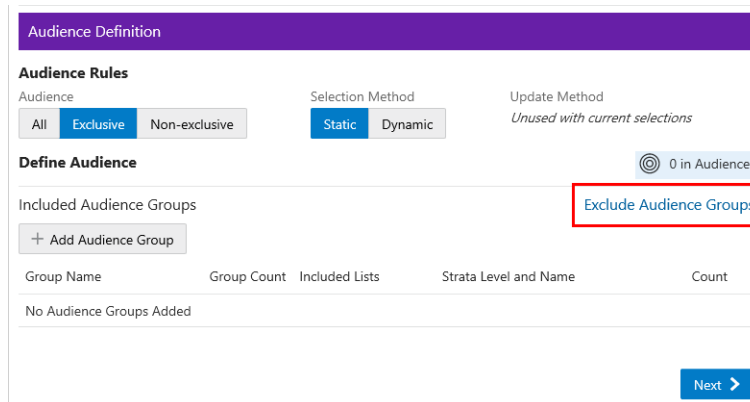 Audience Definition
Audience Rules
Audience Selection Method Update Method
All Exclusive Non-exclusive Static Dynamic Unused with current selections
Define Audience 0 in Audience
Included Audience Groups Exclude Audience Groups
+ Add Audience Group
Group Name Group Count Included Lists Strata Level and Name Count
No Audience Groups Added
Next